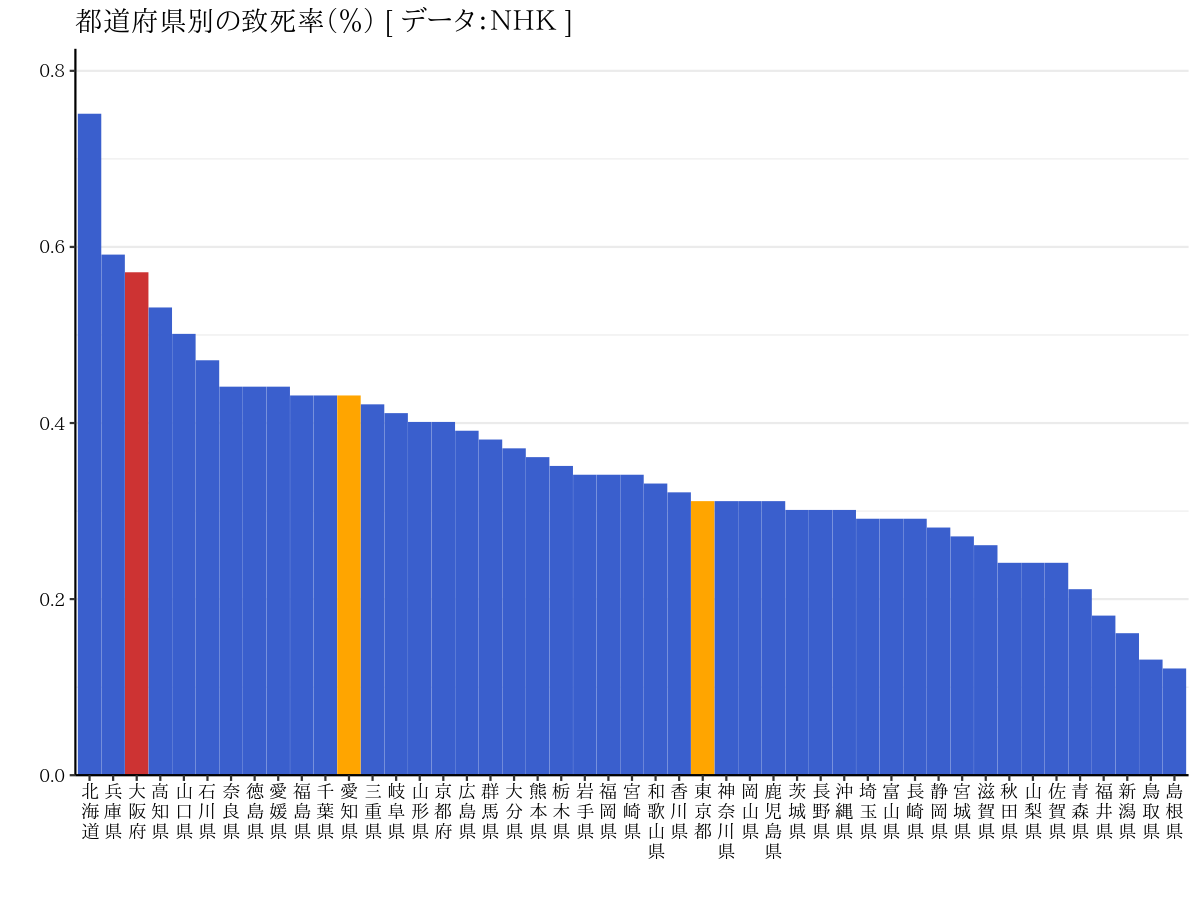 都道府県別の致死率(%) [ データ:NHK ]
0.8
0.6
0.4
0.2
0.0
北海道
兵庫県
大阪府
高知県
山口県
石川県
奈良県
徳島県
愛媛県
福島県
千葉県
愛知県
三重県
岐阜県
山形県
京都府
広島県
群馬県
大分県
熊本県
栃木県
岩手県
福岡県
宮崎県
和歌山県
香川県
東京都
神奈川県
岡山県
鹿児島県
茨城県
長野県
沖縄県
埼玉県
富山県
長崎県
静岡県
宮城県
滋賀県
秋田県
山梨県
佐賀県
青森県
福井県
新潟県
鳥取県
島根県